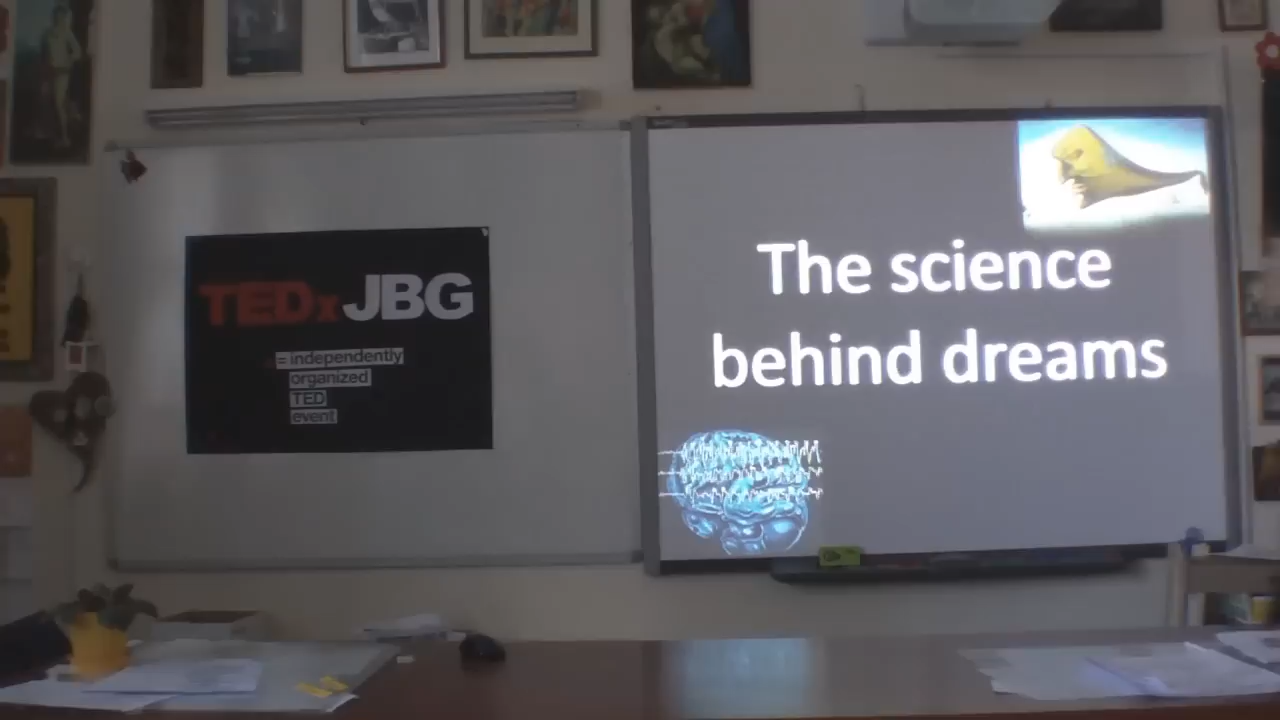 TEDxJBG
= independently
organized
TED
event
The science
behind dreams